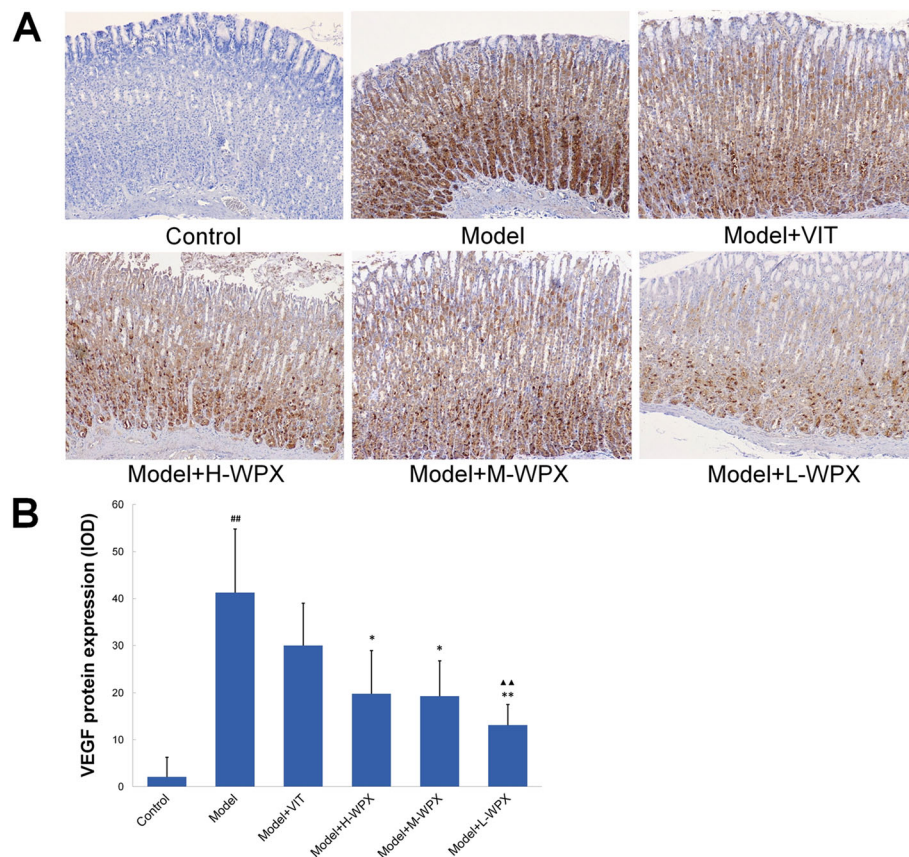 A
Control
Model
Model+VIT
Model+H-WPX
Model+M-WPX
Model+L-WPX
B
VEGF protein expression (IOD)
60
50
40
30
20
10
0
##
*
*
▲▲
**
Control
Model
Model+VIT
Model+H-WPX
Model+M-WPX
Model+L-WPX